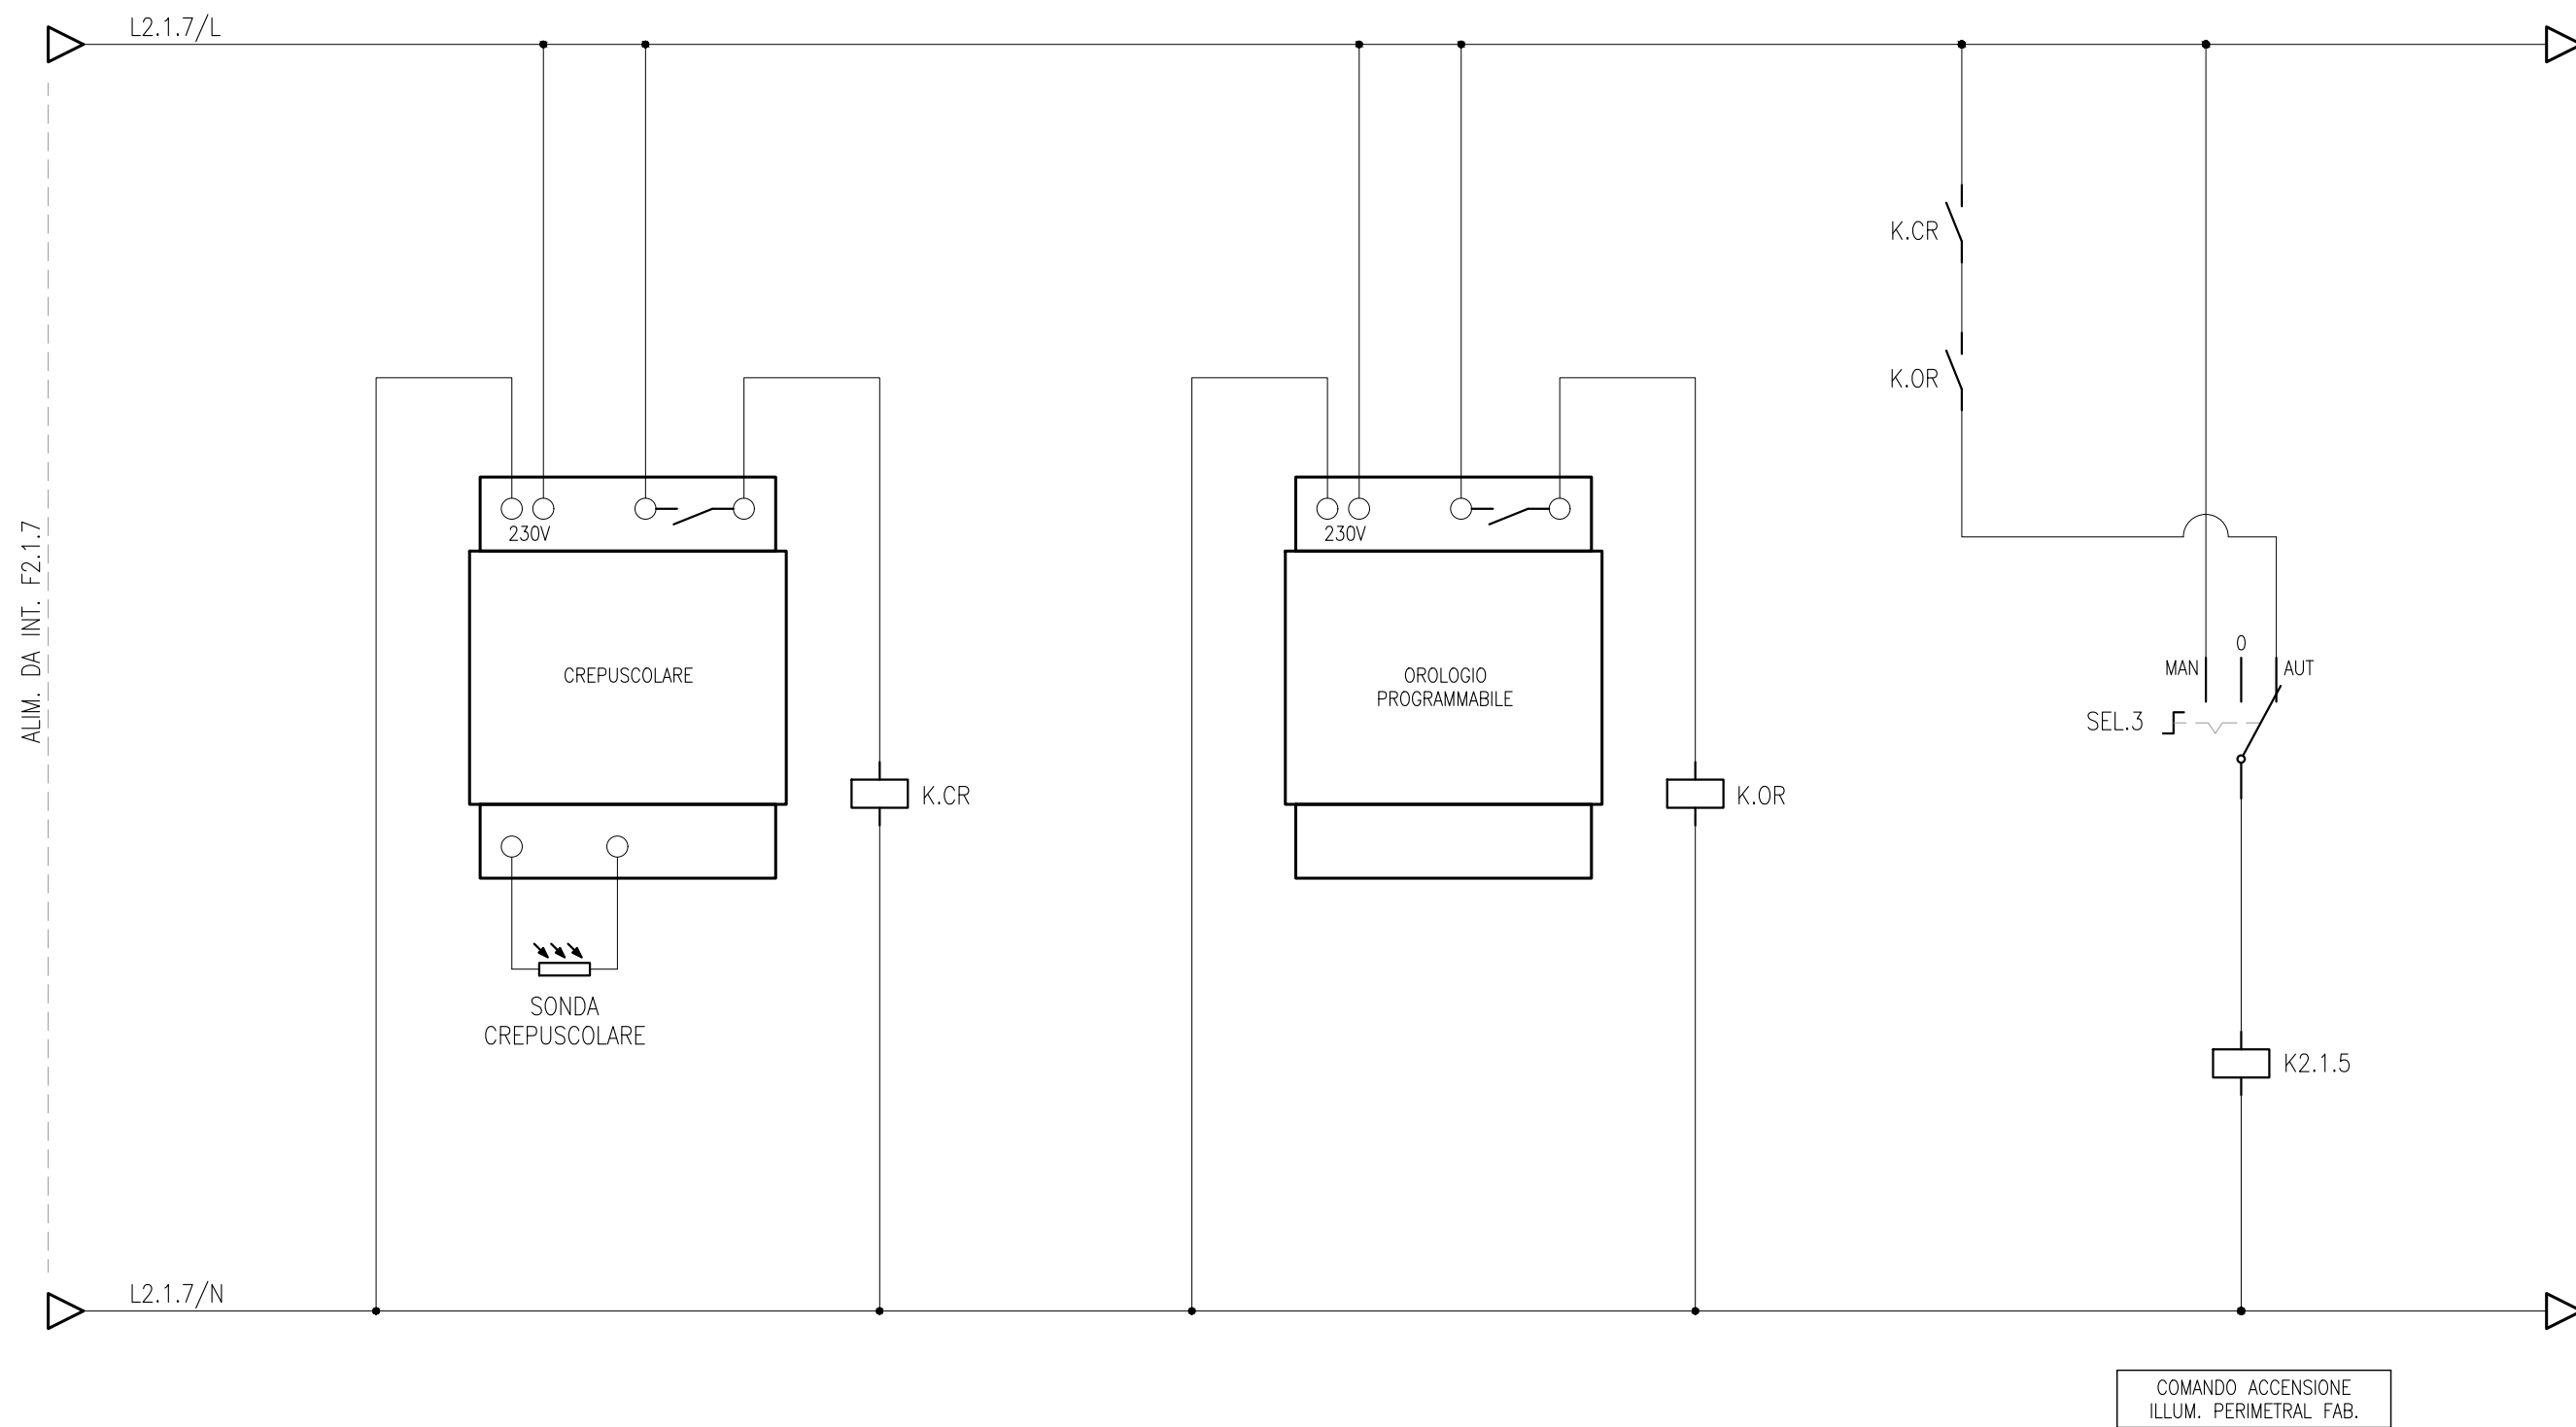 L2.1.7/L
ALIM. DA INT. F2.1.7
230V
CREPUSCOLARE
SONDA
CREPUSCOLARE
K.CR
230V
OROLOGIO
PROGRAMMABILE
K.OR
K.CR
K.OR
MAN
0
AUT
SEL.3
K2.1.5
L2.1.7/N
COMANDO ACCENSIONE
ILLUM. PERIMETRAL FAB.